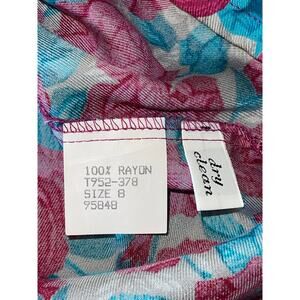 100% RAYON
T952-378
SIZE 8
95848
dry
clean